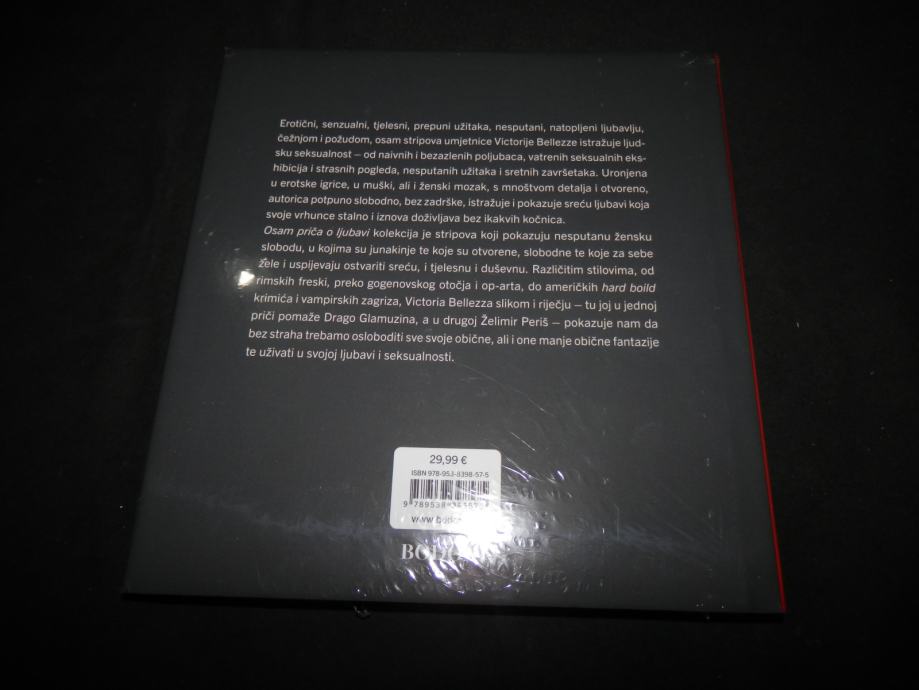 Erotični, senzualni, tjelesni, prepuni užitaka, nesputani, natopljeni ljubavlju,
čežnjom i požudom, osam stripova umjetnice Victorije Bellezze istražuje ljud-
sku seksualnost – od naivnih i bezazlenih poljubaca, vatrenih seksualnih eks-
hibicija i strasnih pogleda, nesputanih užitaka i sretnih završetaka. Uronjena
u erotske igrice, u muški, ali i ženski mozak, s mnoštvom detalja i otvoreno,
autorica potpuno slobodno, bez zadrške, istražuje i pokazuje sreću ljubavi koja
svoje vrhunce stalno i iznova doživljava bez ikakvih kočnica.
Osam priča o ljubavi kolekcija je stripova koji pokazuju nesputanu žensku
slobodu, u kojima su junakinje te koje su otvorene, slobodne te koje za sebe
žele i uspijevaju ostvariti sreću, i tjelesnu i duševnu. Različitim stilovima, od
rimskih freski, preko gogenovskog otočja i op-arta, do američkih hard boild
krimića i vampirskih zagriza, Victoria Bellezza slikom i riječju – tu joj u jednoj
priči pomaže Drago Glamuzina, a u drugoj Želimir Periš – pokazuje nam da
bez straha trebamo osloboditi sve svoje obične, ali i one manje obične fantazije
te uživati u svojoj ljubavi i seksualnosti.
29,99 €
ISBN 978-953-8398-57-5